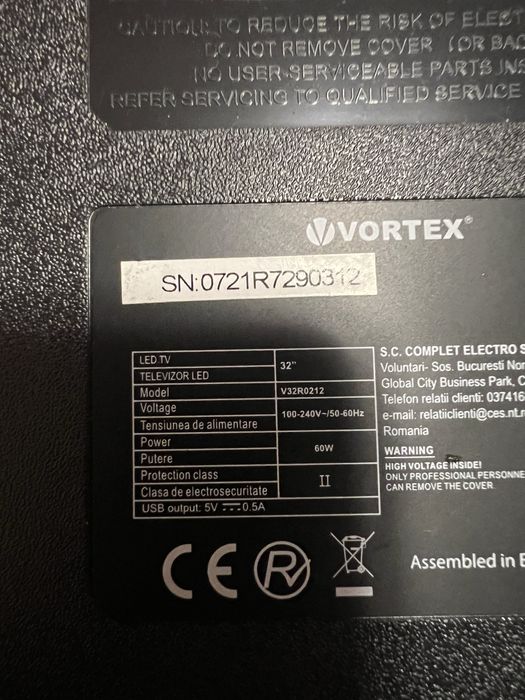 CAUTION:TO REDUCE THE RISK OF ELECT
DO NOT REMOVE COVER (OR BAC
NO USER-SERVICEABLE PARTS INS
REFER SERVICING TO QUALIFIED SERVICE
VORTEX®
SN:0721R7290312
LED TV
TELEVIZOR LED
32"
Model
V32R0212
Voltage
Tensiunea de alimentare
100-240V~/50-60Hz
Power
Putere
60W
Protection class
Clasa de electrosecuritate
II
USB output: 5V ⎓ 0.5A
S.C. COMPLET ELECTRO S
Voluntari- Sos. Bucuresti Nor
Global City Business Park, C
Telefon relatii clienti: 037416
e-mail: relatiiclienti@ces.nt.r
Romania
WARNING
HIGH VOLTAGE INSIDE!
ONLY PROFESSIONAL PERSONNE
CAN REMOVE THE COVER.
CE
Assembled in E